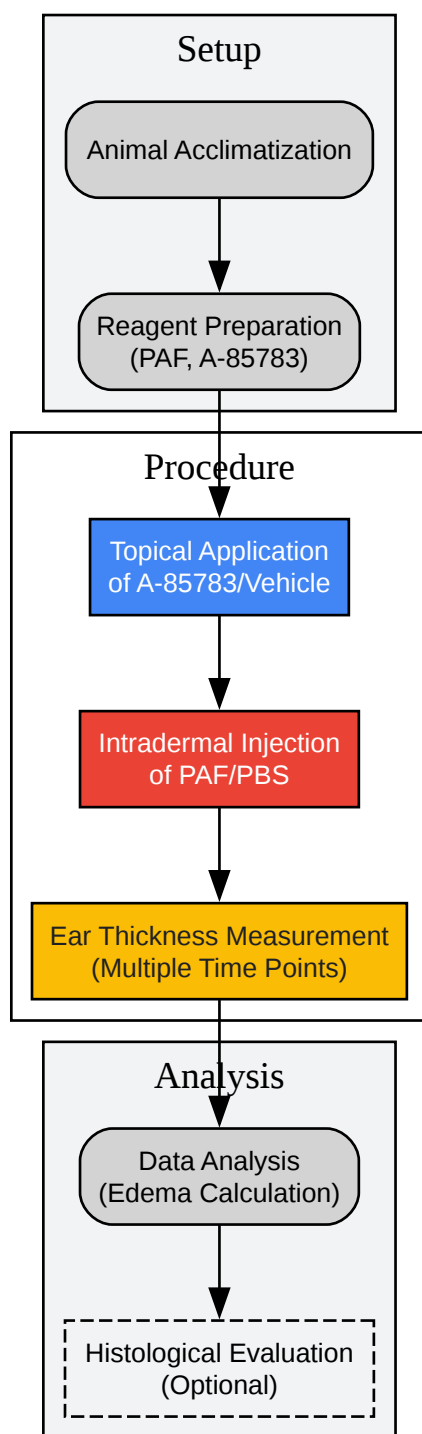 Setup
Animal Acclimatization
Reagent Preparation
(PAF, A-85783)
Procedure
Topical Application
of A-85783/Vehicle
Intradermal Injection
of PAF/PBS
Ear Thickness Measurement
(Multiple Time Points)
Analysis
Data Analysis
(Edema Calculation)
Histological Evaluation
(Optional)